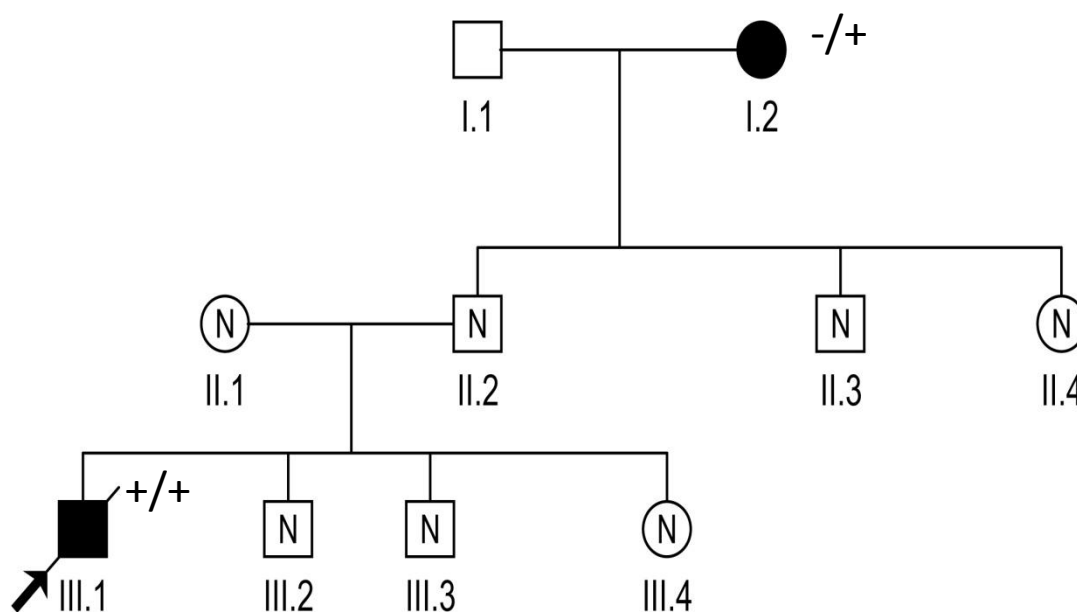 -/+
I.1 I.2
N N N N
II.1 II.2 II.3 II.4
+/+
N N N
III.1 III.2 III.3 III.4